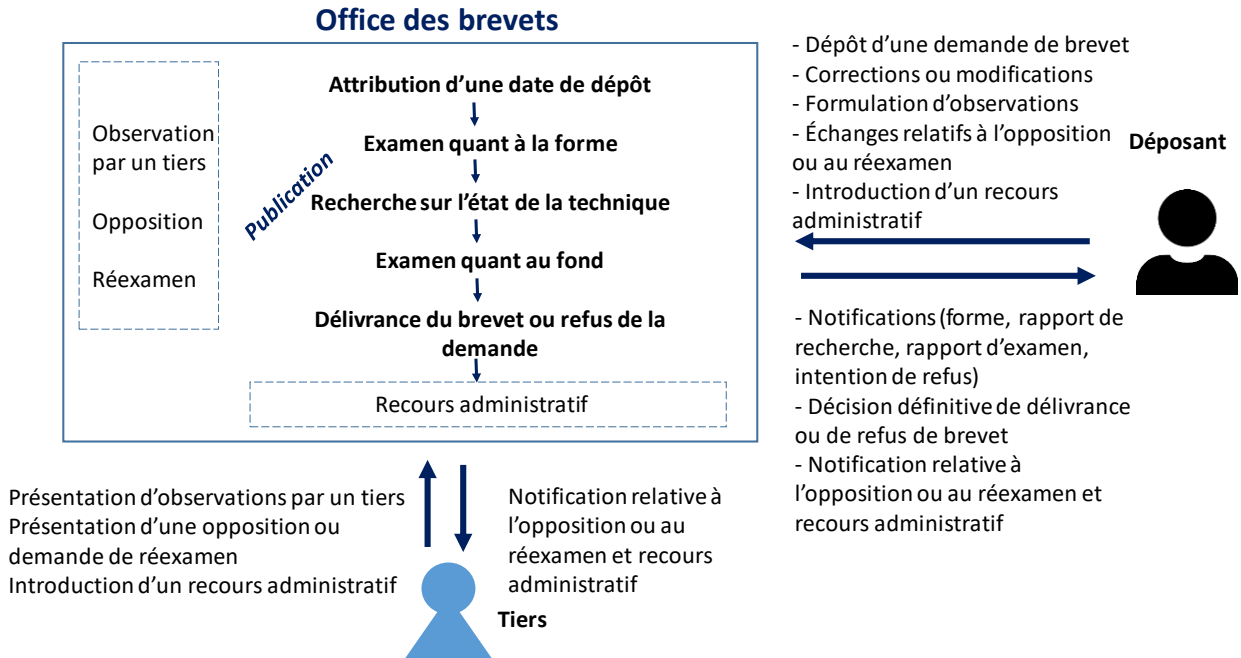 Office des brevets
Observation
par un tiers
Opposition
Réexamen
Publication
Attribution d’une date de dépôt
Examen quant à la forme
Recherche sur l’état de la technique
Examen quant au fond
Délivrance du brevet ou refus de la
demande
Recours administratif
- Dépôt d’une demande de brevet
- Corrections ou modifications
- Formulation d’observations
- Échanges relatifs à l’opposition
ou au réexamen
- Introduction d’un recours
administratif
Déposant
- Notifications (forme, rapport de
recherche, rapport d’examen,
intention de refus)
- Décision définitive de délivrance
ou de refus de brevet
- Notification relative à
l’opposition ou au réexamen et
recours administratif
Présentation d’observations par un tiers
Présentation d’une opposition ou
demande de réexamen
Introduction d’un recours administratif
Notification relative à
l’opposition ou au
réexamen et recours
administratif
Tiers